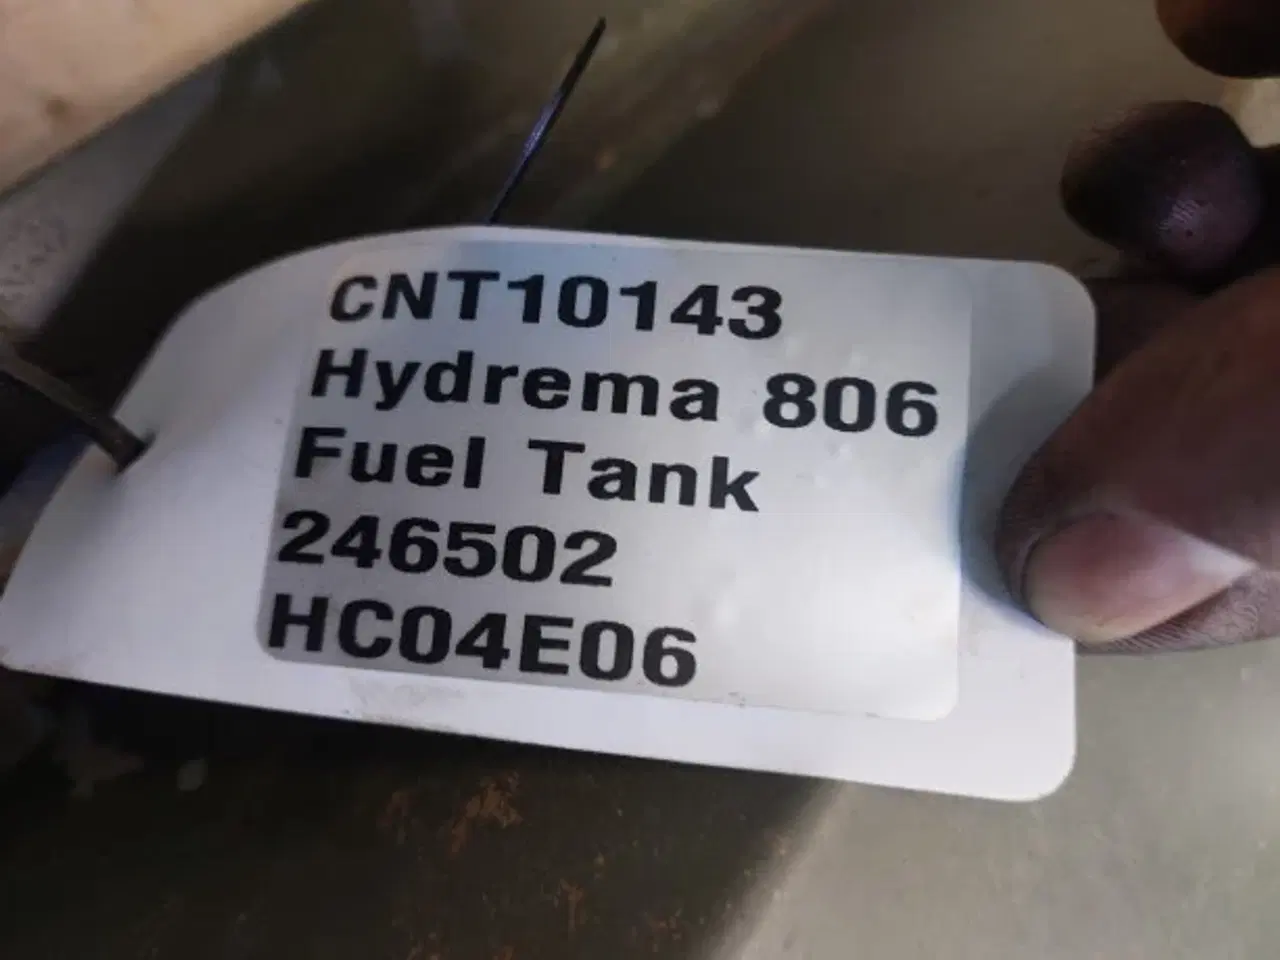 CNT10143
Hydrema 806
Fuel Tank
246502
HC04E06